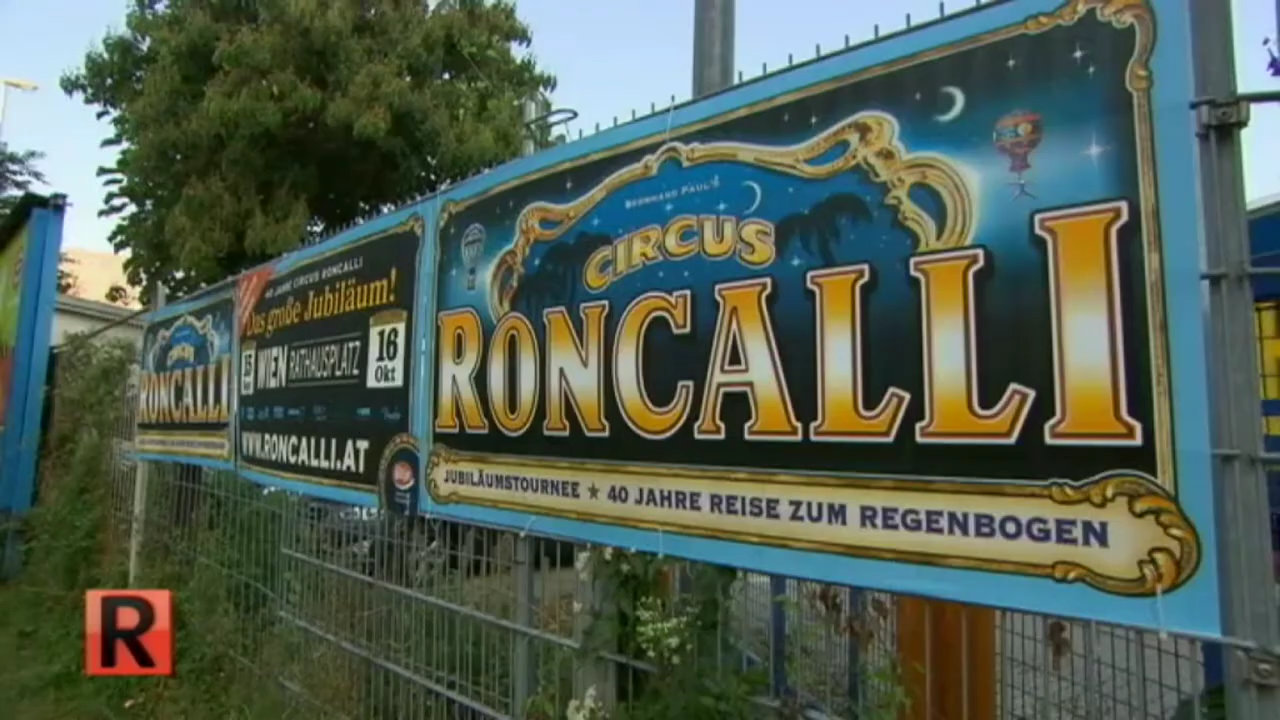 RONCALLI
40 JAHRE CIRCUS RONCALLI
Das große Jubiläum!
15
WIEN RATHAUSPLATZ
16
Okt
WWW.RONCALLI.AT
BERNHARD PAUL'S
CIRCUS
RONCALLI
JUBILÄUMSTOURNEE ★ 40 JAHRE REISE ZUM REGENBOGEN
R